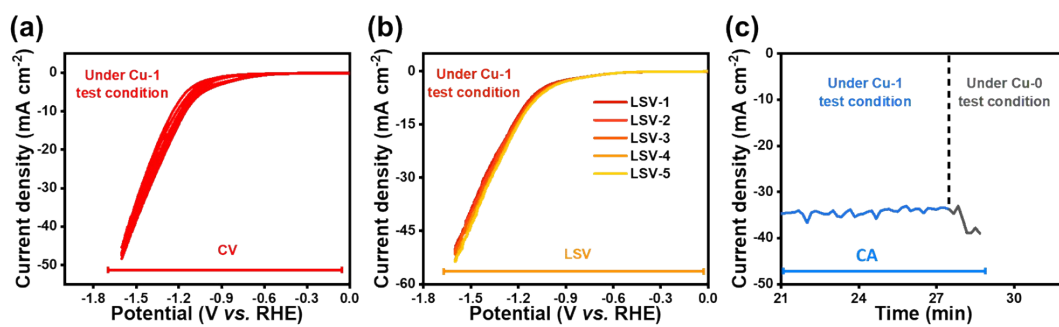 (a)
Current density (mA cm⁻²)
0
-10
-20
-30
-40
-50
Under Cu-1
test condition
CV
-1.8
-1.5
-1.2
-0.9
-0.6
-0.3
0.0
Potential (V vs. RHE)
(b)
Current density (mA cm⁻²)
0
-15
-30
-45
-60
Under Cu-1
test condition
LSV-1
LSV-2
LSV-3
LSV-4
LSV-5
LSV
-1.8
-1.5
-1.2
-0.9
-0.6
-0.3
0.0
Potential (V vs. RHE)
(c)
Current density (mA cm⁻²)
0
-10
-20
-30
-40
-50
Under Cu-1
test condition
Under Cu-0
test condition
CA
21
24
27
30
Time (min)